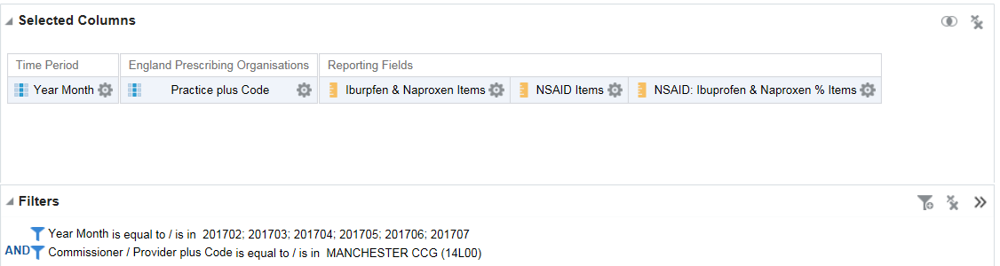 Selected Columns
Time Period England Prescribing Organisations Reporting Fields
Year Month Practice plus Code Iburpfen & Naproxen Items NSAID Items NSAID: Ibuprofen & Naproxen % Items
Filters
Year Month is equal to / is in 201702; 201703; 201704; 201705; 201706; 201707
AND Commissioner / Provider plus Code is equal to / is in MANCHESTER CCG (14L00)